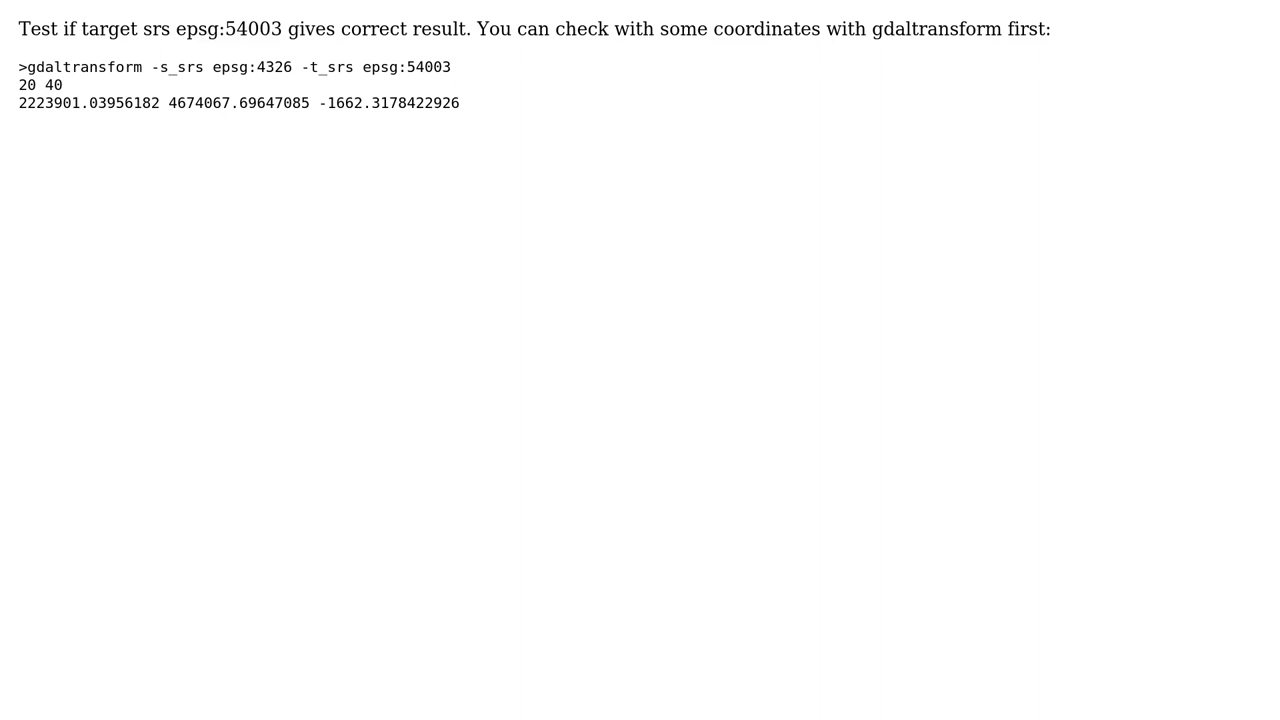 Test if target srs epsg:54003 gives correct result. You can check with some coordinates with gdaltransform first:
>gdaltransform -s_srs epsg:4326 -t_srs epsg:54003
20 40
2223901.03956182 4674067.69647085 -1662.3178422926